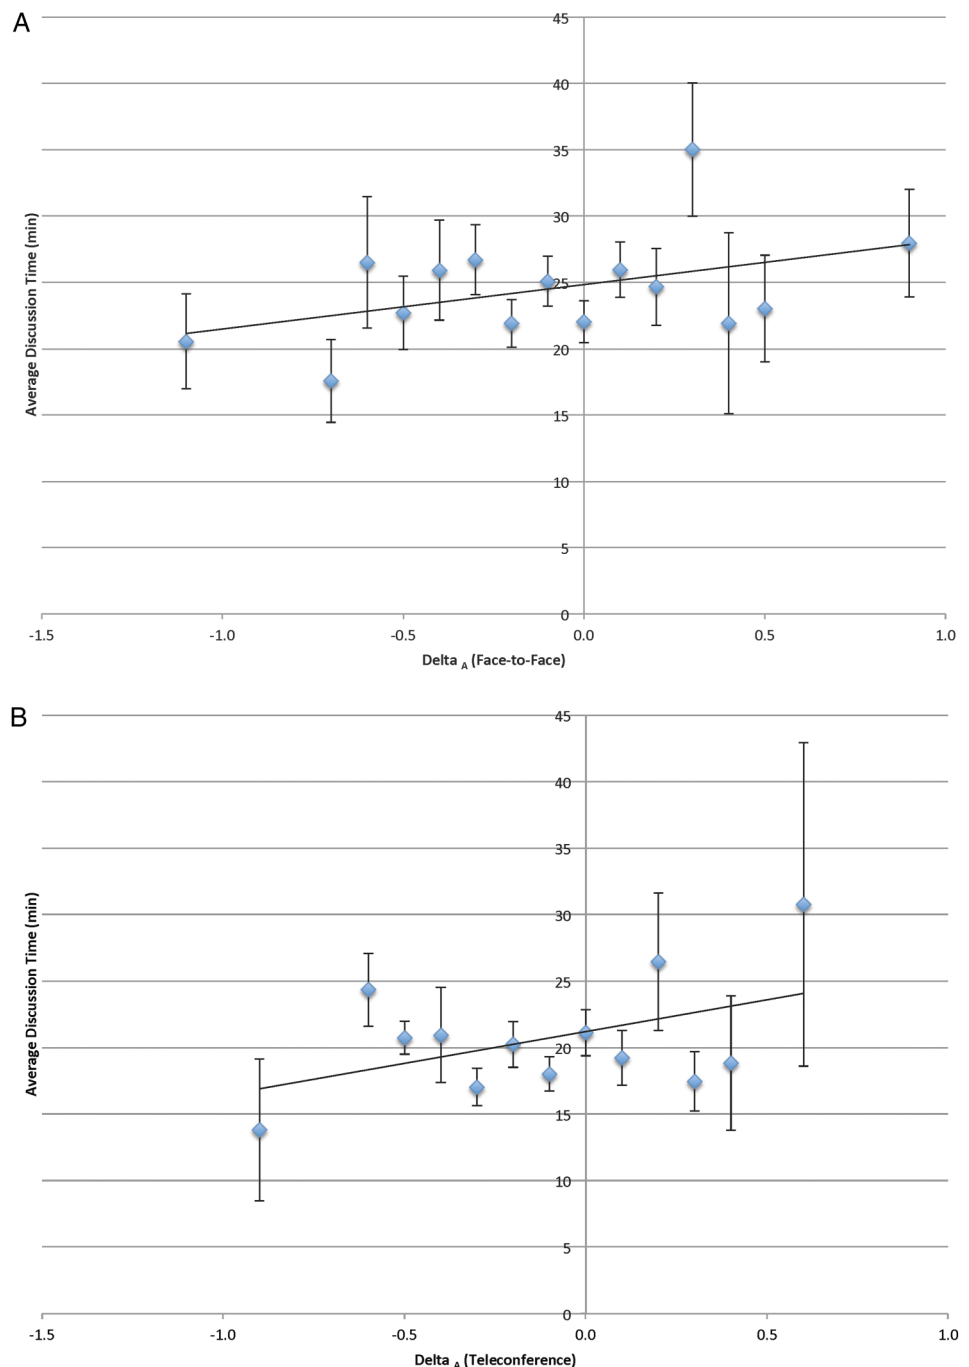 A
45
40
35
30
25
20
15
10
5
0
-1.5 -1.0 -0.5 0.0 0.5 1.0
Average Discussion Time (min)
Delta A (Face-to-Face)
B
45
40
35
30
25
20
15
10
5
0
-1.5 -1.0 -0.5 0.0 0.5 1.0
Average Discussion Time (min)
Delta A (Teleconference)